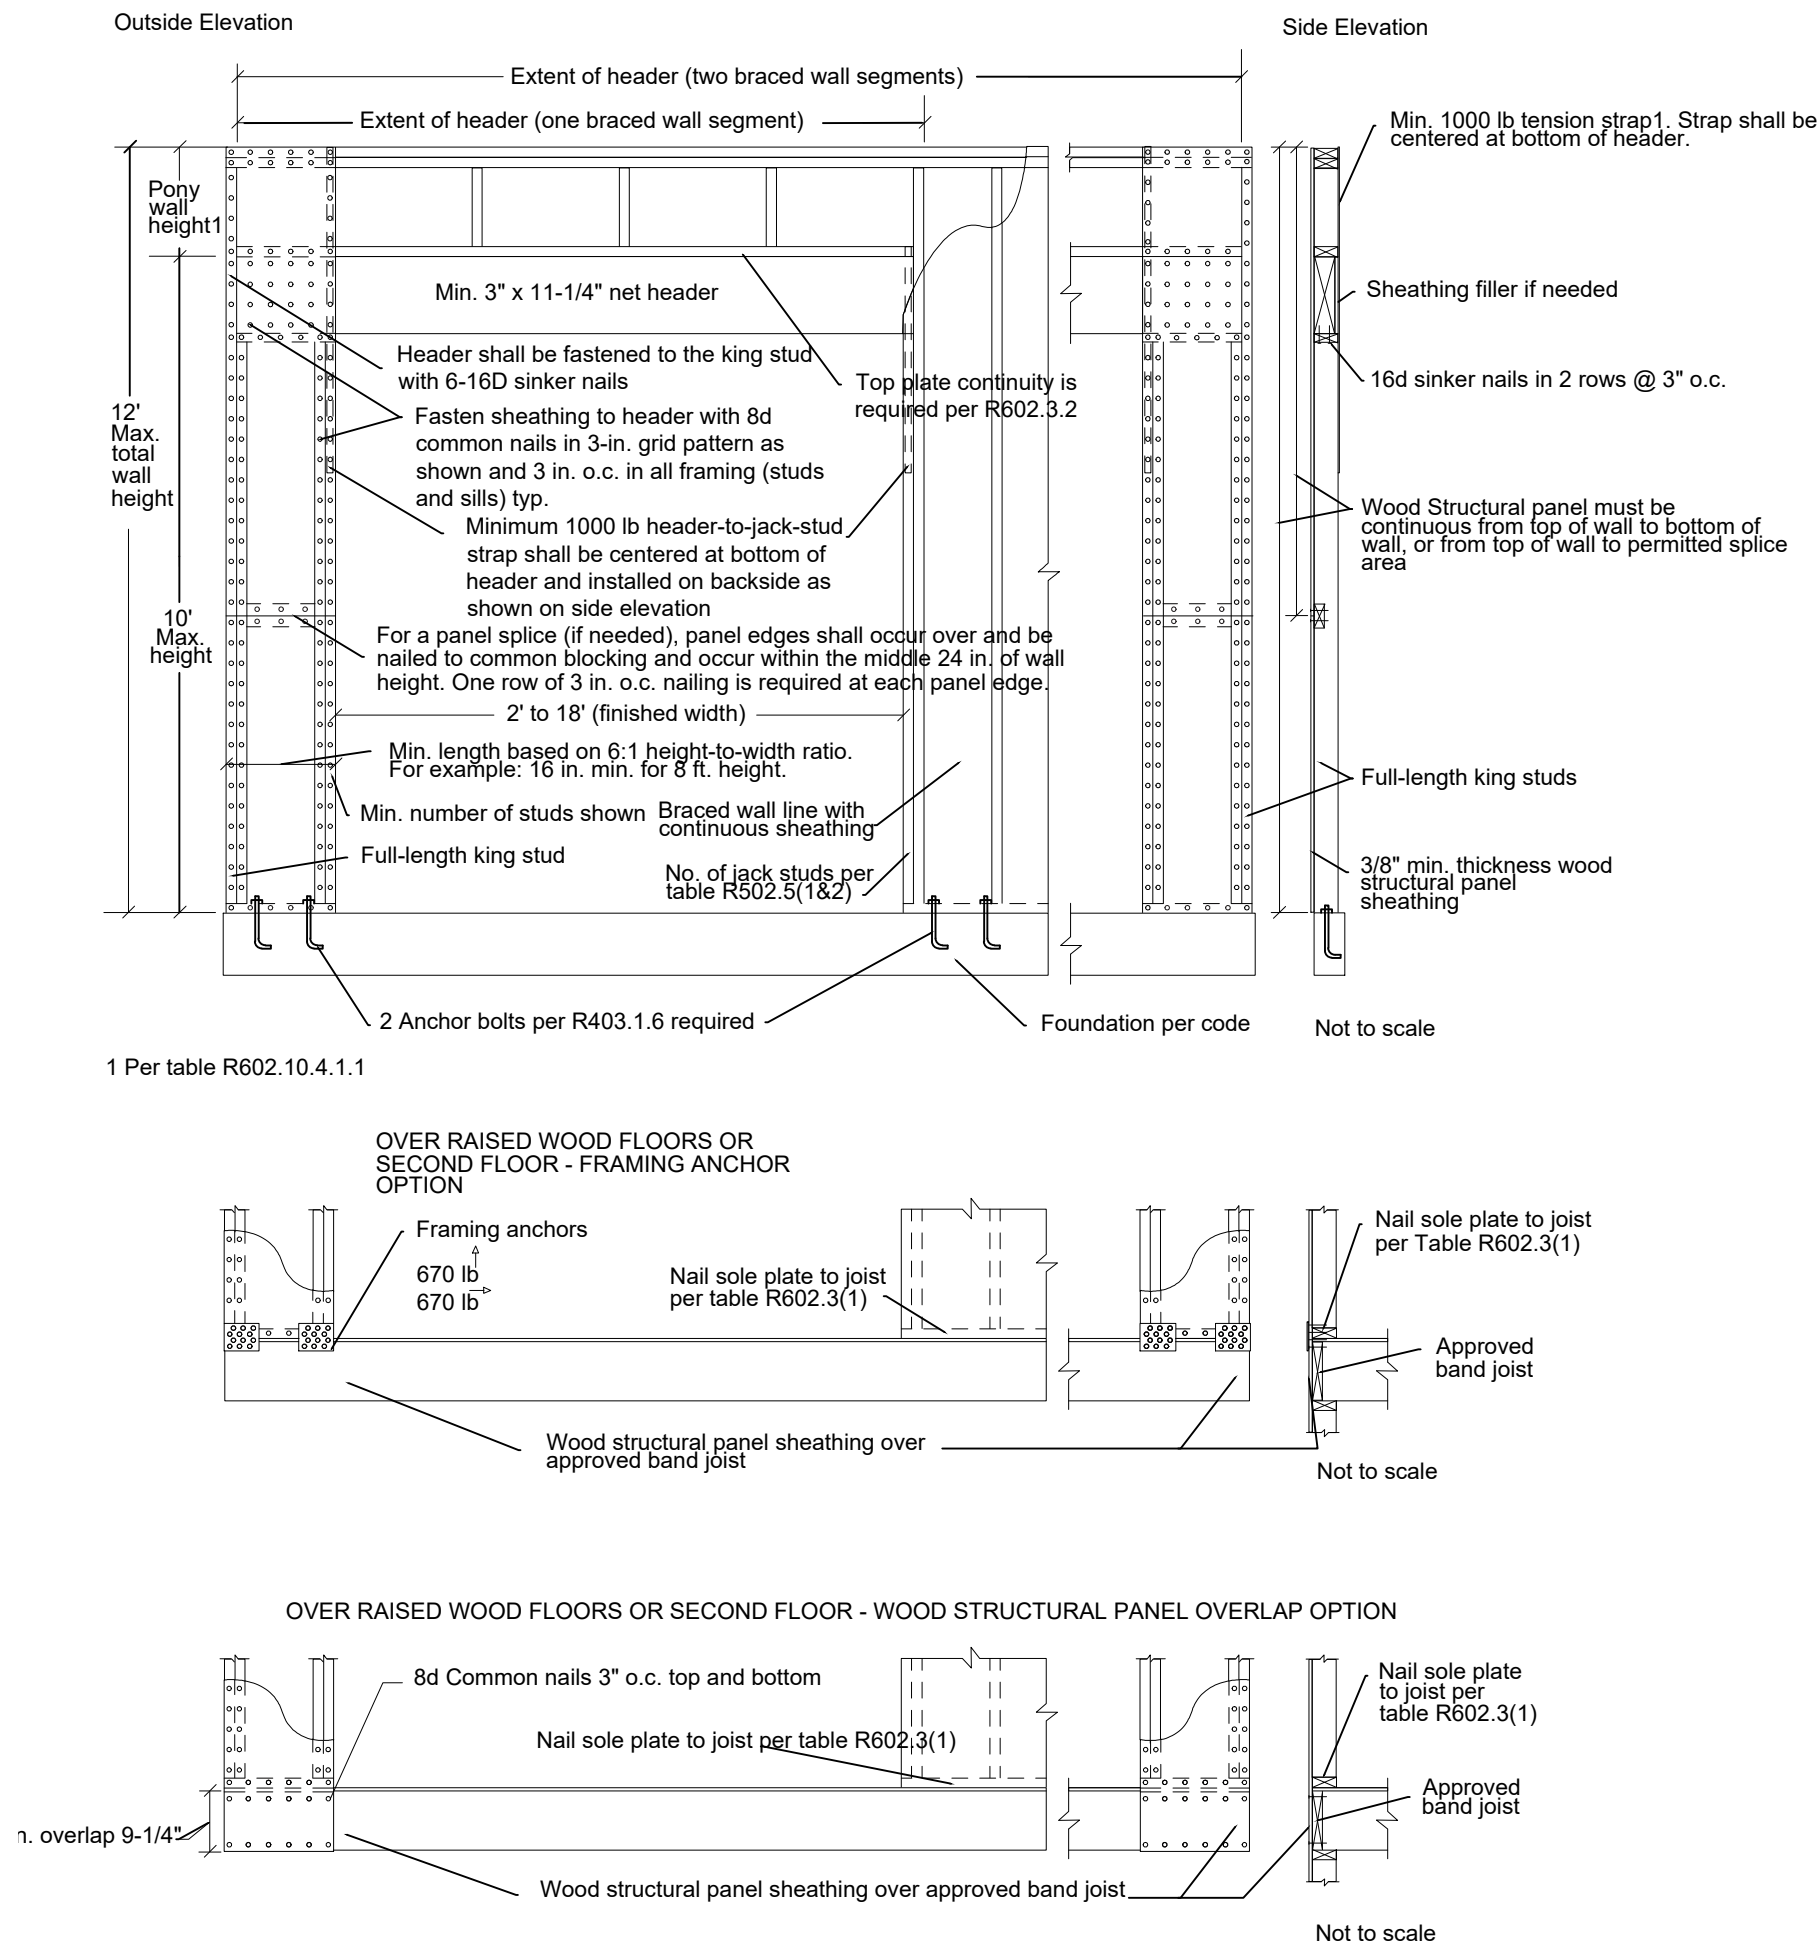 Outside Elevation
Side Elevation
Extent of header (two braced wall segments)
Extent of header (one braced wall segment)
Min. 1000 lb tension strap1. Strap shall be
centered at bottom of header.
Pony
wall
height1
Min. 3" x 11-1/4" net header
Sheathing filler if needed
Header shall be fastened to the king stud
with 6-16D sinker nails
Top plate continuity is
required per R602.3.2
16d sinker nails in 2 rows @ 3" o.c.
12'
Max.
total
wall
height
Fasten sheathing to header with 8d
common nails in 3-in. grid pattern as
shown and 3 in. o.c. in all framing (studs
and sills) typ.
Minimum 1000 lb header-to-jack-stud
strap shall be centered at bottom of
header and installed on backside as
shown on side elevation
Wood Structural panel must be
continuous from top of wall to bottom of
wall, or from top of wall to permitted splice
area
10'
Max.
height
For a panel splice (if needed), panel edges shall occur over and be
nailed to common blocking and occur within the middle 24 in. of wall
height. One row of 3 in. o.c. nailing is required at each panel edge.
2' to 18' (finished width)
Min. length based on 6:1 height-to-width ratio.
For example: 16 in. min. for 8 ft. height.
Full-length king studs
Min. number of studs shown
Braced wall line with
continuous sheathing
Full-length king stud
No. of jack studs per
table R502.5(1&2)
3/8" min. thickness wood
structural panel
sheathing
2 Anchor bolts per R403.1.6 required
Foundation per code
Not to scale
1 Per table R602.10.4.1.1
OVER RAISED WOOD FLOORS OR
SECOND FLOOR - FRAMING ANCHOR
OPTION
Framing anchors
670 lb
670 lb
Nail sole plate to joist
per table R602.3(1)
Nail sole plate to joist
per Table R602.3(1)
Approved
band joist
Wood structural panel sheathing over
approved band joist
Not to scale
OVER RAISED WOOD FLOORS OR SECOND FLOOR - WOOD STRUCTURAL PANEL OVERLAP OPTION
8d Common nails 3" o.c. top and bottom
Nail sole plate to joist per table R602.3(1)
Nail sole plate
to joist per
table R602.3(1)
Approved
band joist
overlap 9-1/4"
Wood structural panel sheathing over approved band joist
Not to scale